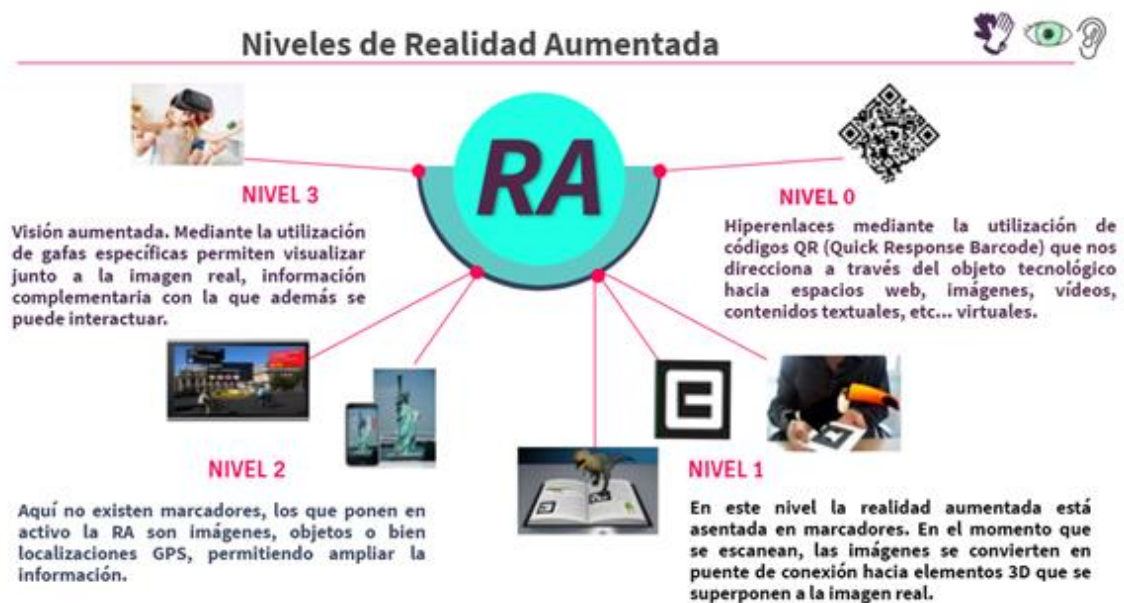 Niveles de Realidad Aumentada
RA
NIVEL 3
Visión aumentada. Mediante la utilización
de gafas específicas permiten visualizar
junto a la imagen real, información
complementaria con la que además se
puede interactuar.
NIVEL 0
Hiperenlaces mediante la utilización de
códigos QR (Quick Response Barcode) que nos
direcciona a través del objeto tecnológico
hacia espacios web, imágenes, vídeos,
contenidos textuales, etc... virtuales.
NIVEL 2
Aquí no existen marcadores, los que ponen en
activo la RA son imágenes, objetos o bien
localizaciones GPS, permitiendo ampliar la
información.
NIVEL 1
En este nivel la realidad aumentada está
asentada en marcadores. En el momento que
se escanean, las imágenes se convierten en
puente de conexión hacia elementos 3D que se
superponen a la imagen real.